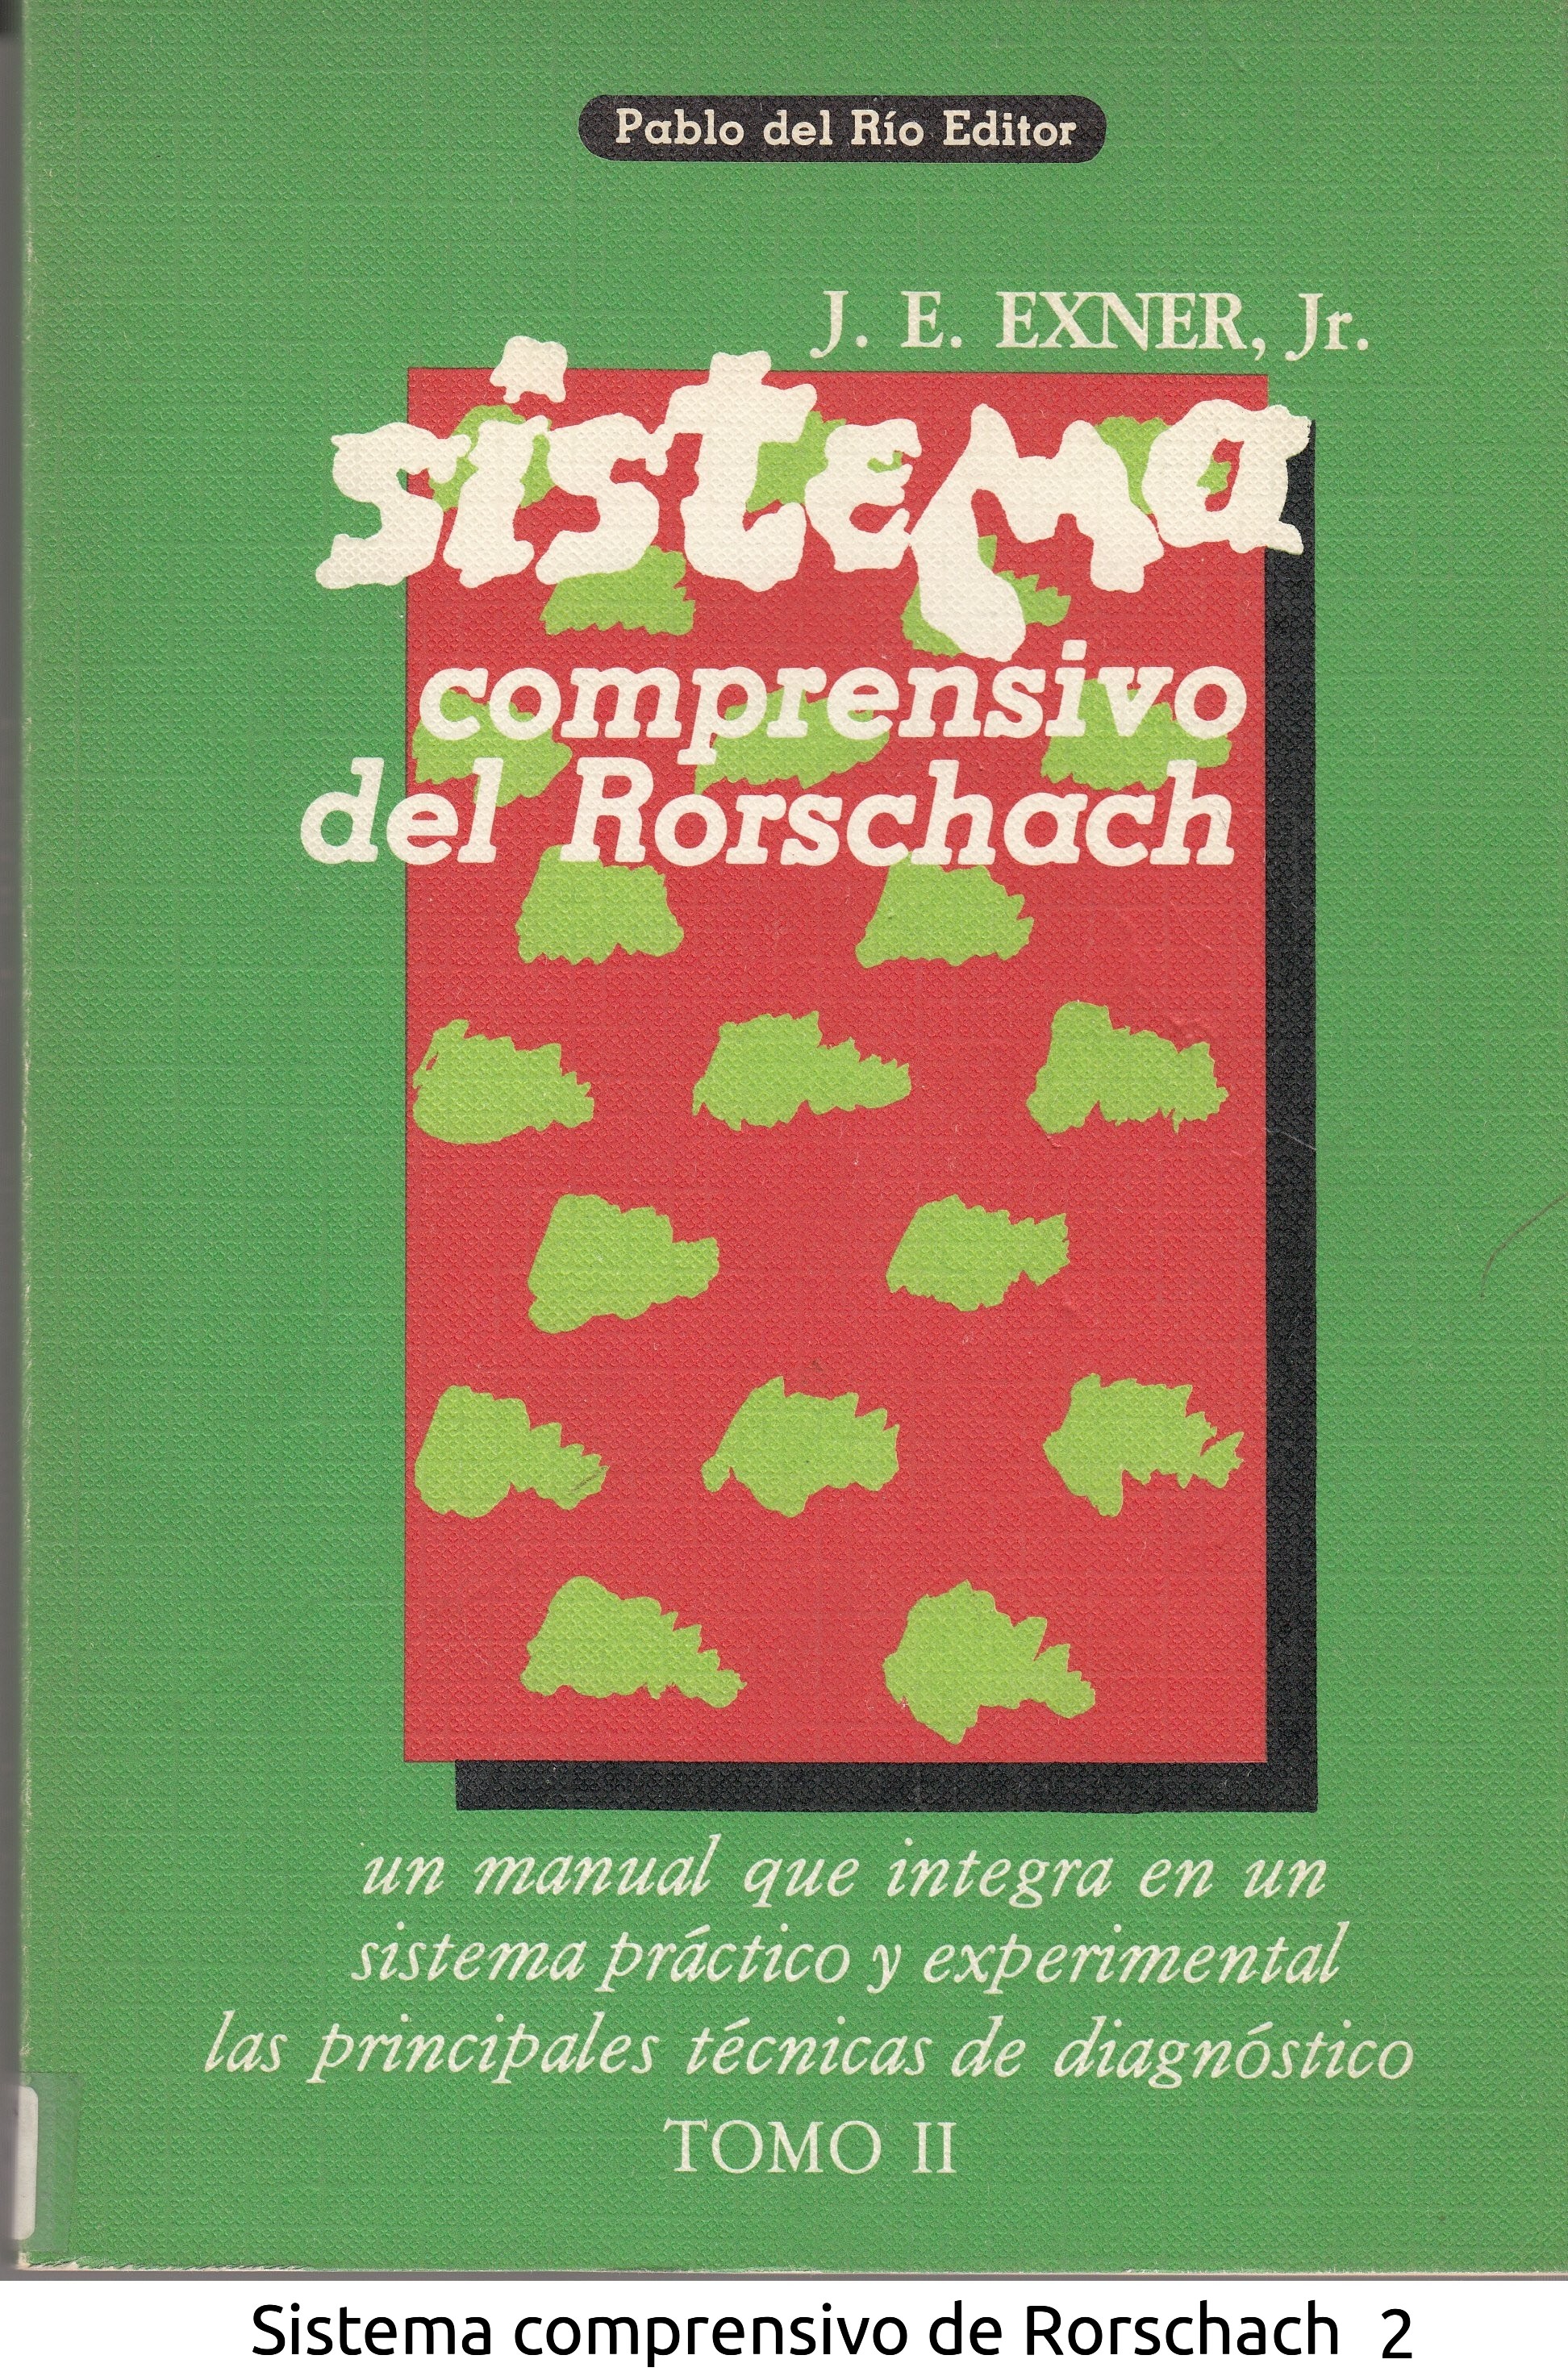 Pablo del Río Editor
J. E. EXNER, Jr.
sistema
comprensivo
del Rorschach
un manual que integra en un
sistema práctico y experimental
las principales técnicas de diagnóstico
TOMO II
Sistema comprensivo de Rorschach 2